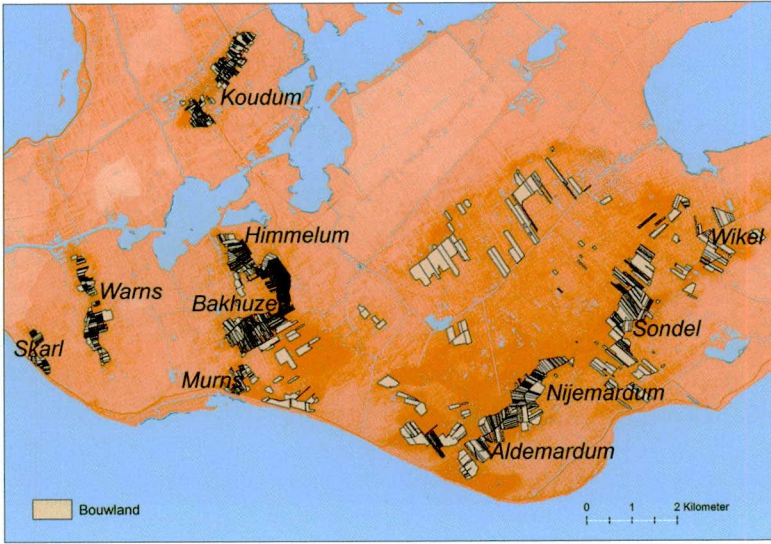 Koudum
Himmelum
Wikel
Warns
Bakhuze
Sondel
Skarl
Murns
Nijemardum
Aldemardum
Bouwland
0 1 2 Kilometer